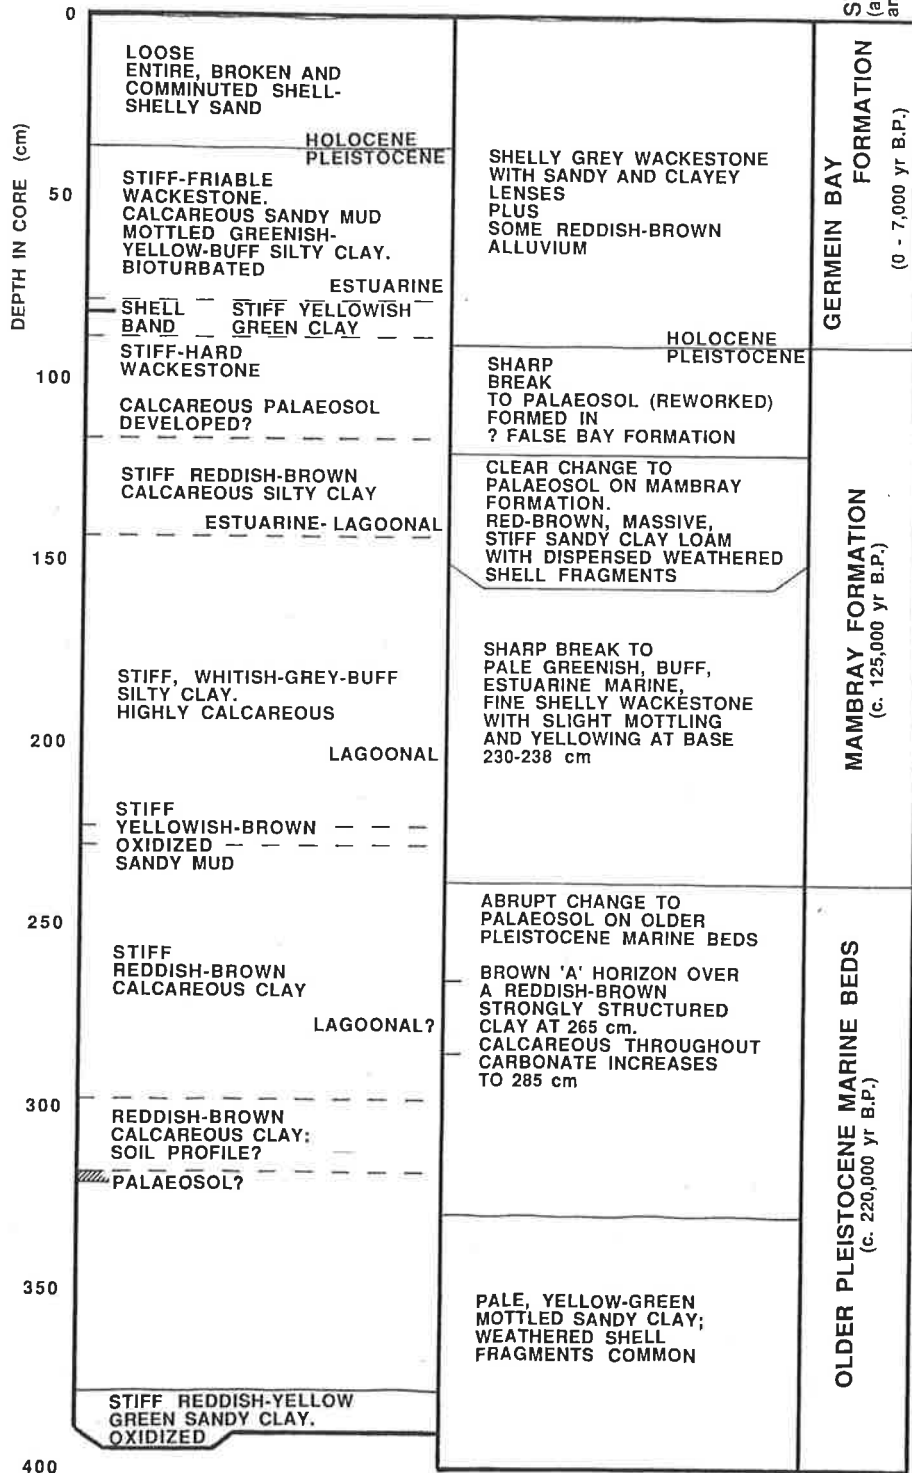 DEPTH IN CORE (cm)
0
50
100
150
200
250
300
350
400
LOOSE
ENTIRE, BROKEN AND
COMMINUTED SHELL-
SHELLY SAND
HOLOCENE
PLEISTOCENE
STIFF-FRIABLE
WACKESTONE.
CALCAREOUS SANDY MUD
MOTTLED GREENISH-
YELLOW-BUFF SILTY CLAY.
BIOTURBATED
ESTUARINE
SHELL STIFF YELLOWISH
BAND GREEN CLAY
STIFF-HARD
WACKESTONE
CALCAREOUS PALAEOSOL
DEVELOPED?
STIFF REDDISH-BROWN
CALCAREOUS SILTY CLAY
ESTUARINE-LAGOONAL
STIFF, WHITISH-GREY-BUFF
SILTY CLAY.
HIGHLY CALCAREOUS
LAGOONAL
STIFF
YELLOWISH-BROWN
OXIDIZED
SANDY MUD
STIFF
REDDISH-BROWN
CALCAREOUS CLAY
LAGOONAL?
REDDISH-BROWN
CALCAREOUS CLAY:
SOIL PROFILE?
PALAEOSOL?
STIFF REDDISH-YELLOW
GREEN SANDY CLAY.
OXIDIZED
SHELLY GREY WACKESTONE
WITH SANDY AND CLAYEY
LENSES
PLUS
SOME REDDISH-BROWN
ALLUVIUM
HOLOCENE
PLEISTOCENE
SHARP
BREAK
TO PALAEOSOL (REWORKED)
FORMED IN
? FALSE BAY FORMATION
CLEAR CHANGE TO
PALAEOSOL ON MAMBRAY
FORMATION.
RED-BROWN, MASSIVE,
STIFF SANDY CLAY LOAM
WITH DISPERSED WEATHERED
SHELL FRAGMENTS
SHARP BREAK TO
PALE GREENISH, BUFF,
ESTUARINE MARINE,
FINE SHELLY WACKESTONE
WITH SLIGHT MOTTLING
AND YELLOWING AT BASE
230-238 cm
ABRUPT CHANGE TO
PALAEOSOL ON OLDER
PLEISTOCENE MARINE BEDS
BROWN 'A' HORIZON OVER
A REDDISH-BROWN
STRONGLY STRUCTURED
CLAY AT 265 cm.
CALCAREOUS THROUGHOUT
CARBONATE INCREASES
TO 285 cm
PALE, YELLOW-GREEN
MOTTLED SANDY CLAY;
WEATHERED SHELL
FRAGMENTS COMMON
GERMEIN BAY
FORMATION
(0 - 7,000 yr B.P.)
MAMBRAY FORMATION
(c. 125,000 yr B.P.)
OLDER PLEISTOCENE MARINE BEDS
(c. 220,000 yr B.P.)